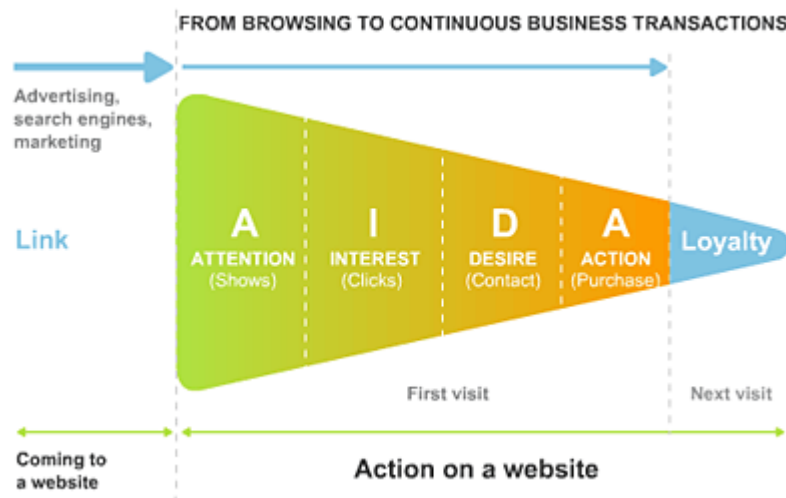 FROM BROWSING TO CONTINUOUS BUSINESS TRANSACTIONS
Advertising,
search engines,
marketing
Link
A
ATTENTION
(Shows)
I
INTEREST
(Clicks)
D
DESIRE
(Contact)
A
ACTION
(Purchase)
Loyalty
First visit
Next visit
Coming to
a website
Action on a website